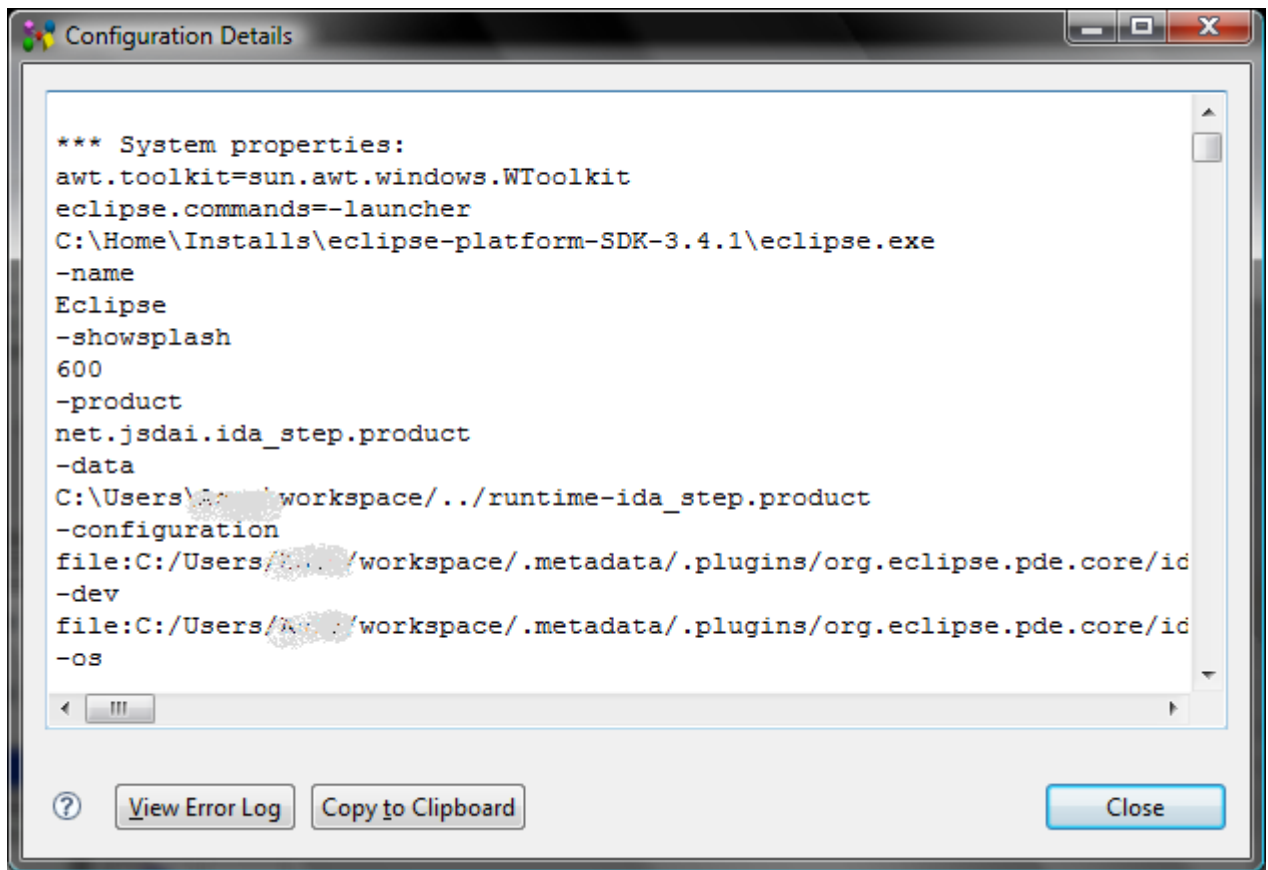 Configuration Details
*** System properties:
awt.toolkit=sun.awt.windows.WToolkit
eclipse.commands=-launcher
C:\Home\Installs\eclipse-platform-SDK-3.4.1\eclipse.exe
-name
Eclipse
-showsplash
600
-product
net.jsdai.ida_step.product
-data
C:\Users\ workspace/../runtime-ida_step.product
-configuration
file:C:/Users/ /workspace/.metadata/.plugins/org.eclipse.pde.core/id
-dev
file:C:/Users/ /workspace/.metadata/.plugins/org.eclipse.pde.core/id
-os
View Error Log
Copy to Clipboard
Close